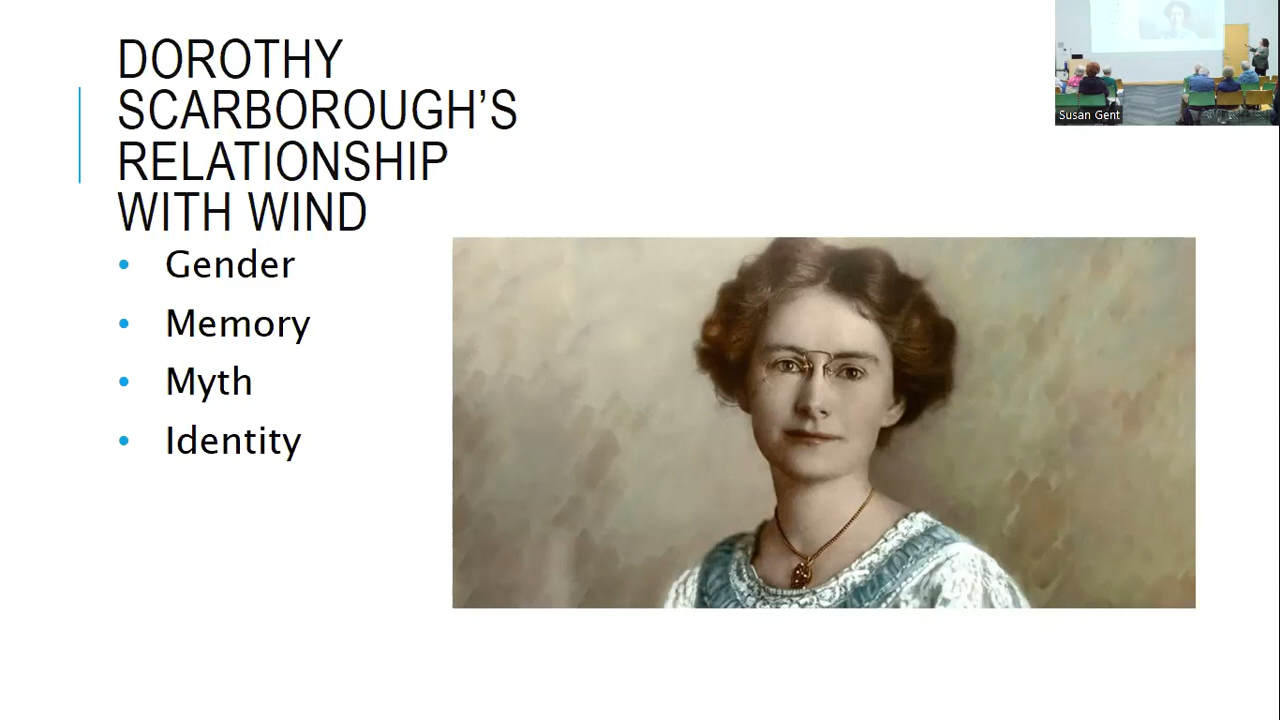 DOROTHY
SCARBOROUGH’S
RELATIONSHIP
WITH WIND
• Gender
• Memory
• Myth
• Identity
Susan Gent